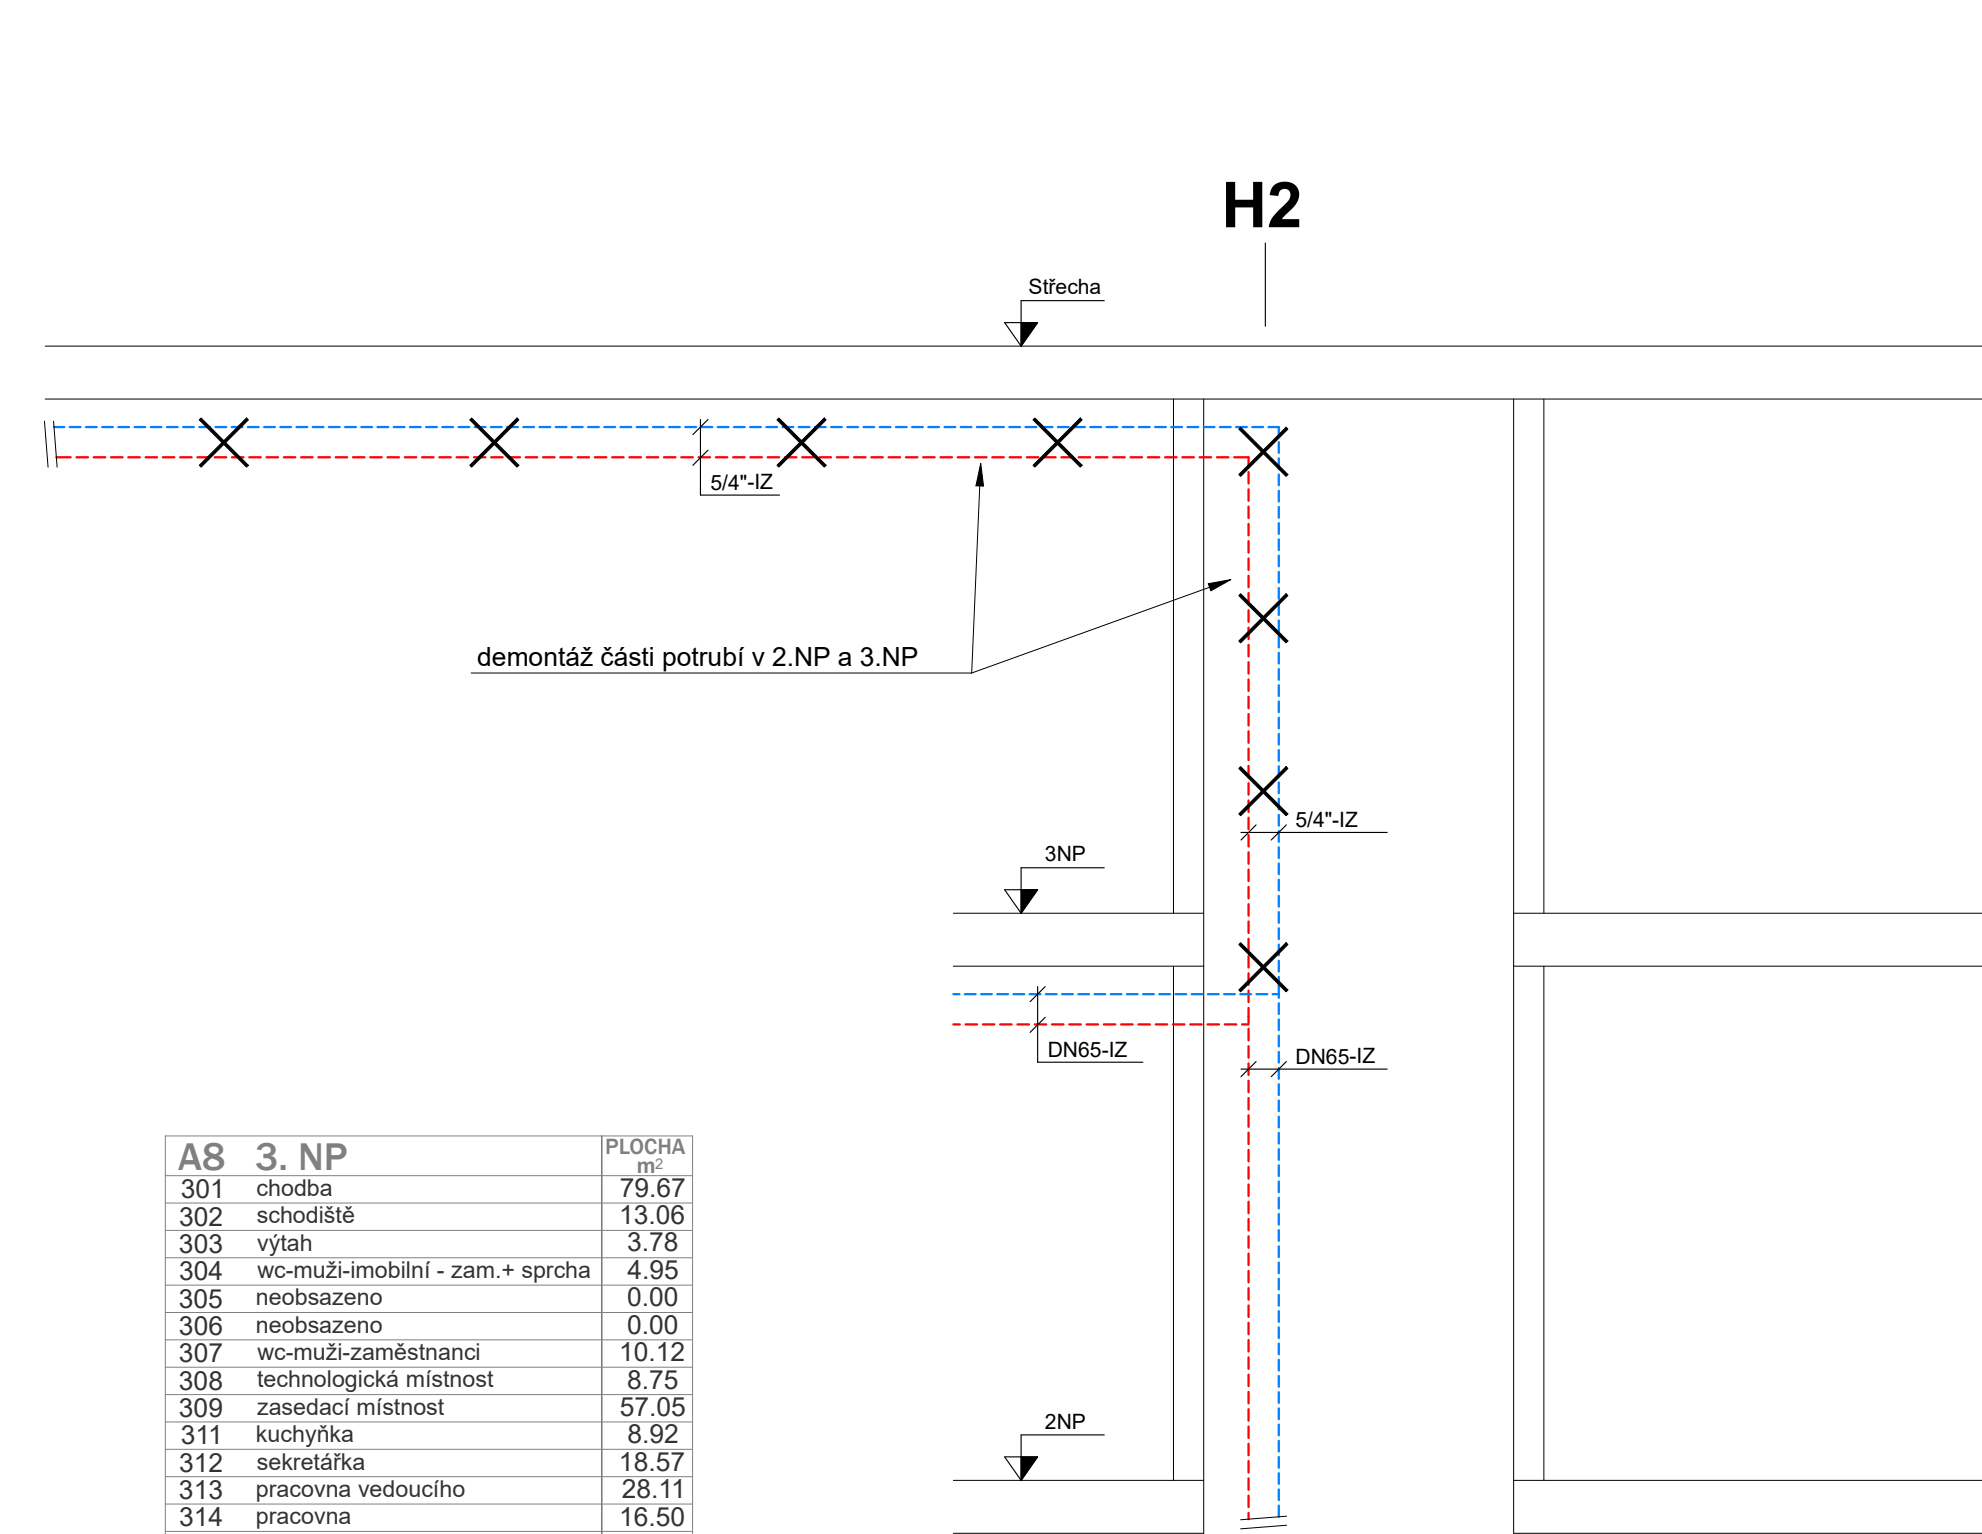 H2
Střecha
5/4"-IZ
demontáž části potrubí v 2.NP a 3.NP
5/4"-IZ
3NP
DN65-IZ
DN65-IZ
A8 3. NP PLOCHA m²
301 chodba 79.67
302 schodiště 13.06
303 výtah 3.78
304 wc-muži-imobilní - zam.+ sprcha 4.95
305 neobsazeno 0.00
306 neobsazeno 0.00
307 wc-muži-zaměstnanci 10.12
308 technologická místnost 8.75
309 zasedací místnost 57.05
311 kuchyňka 8.92
312 sekretářka 18.57
313 pracovna vedoucího 28.11
314 pracovna 16.50
2NP